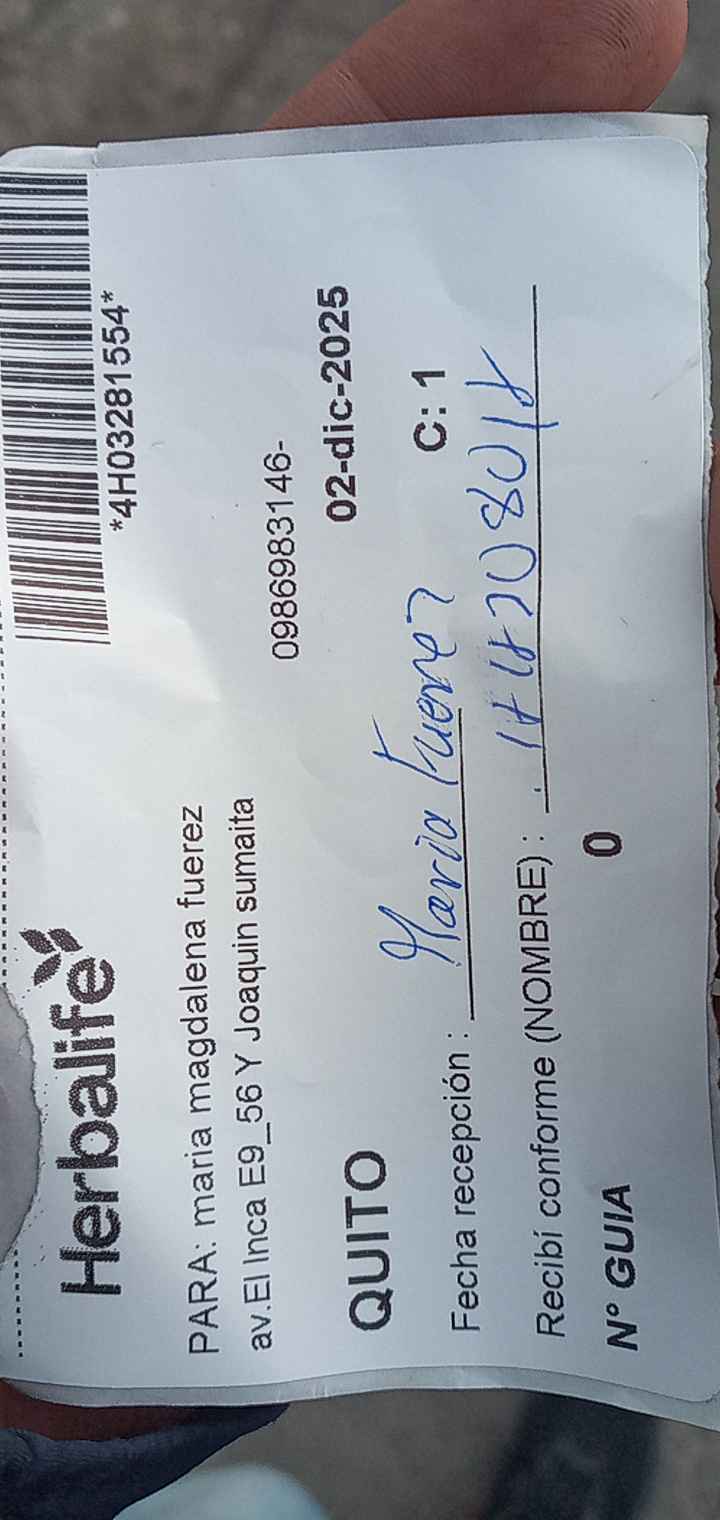 Herbalife
*4H03281554*
PARA: maria magdalena fuerez
av.El Inca E9_56 Y Joaquin sumaita
0986983146-
QUITO 02-dic-2025
Fecha recepción : Maria Fuerez C: 1
Recibí conforme (NOMBRE) :
N° GUIA 0